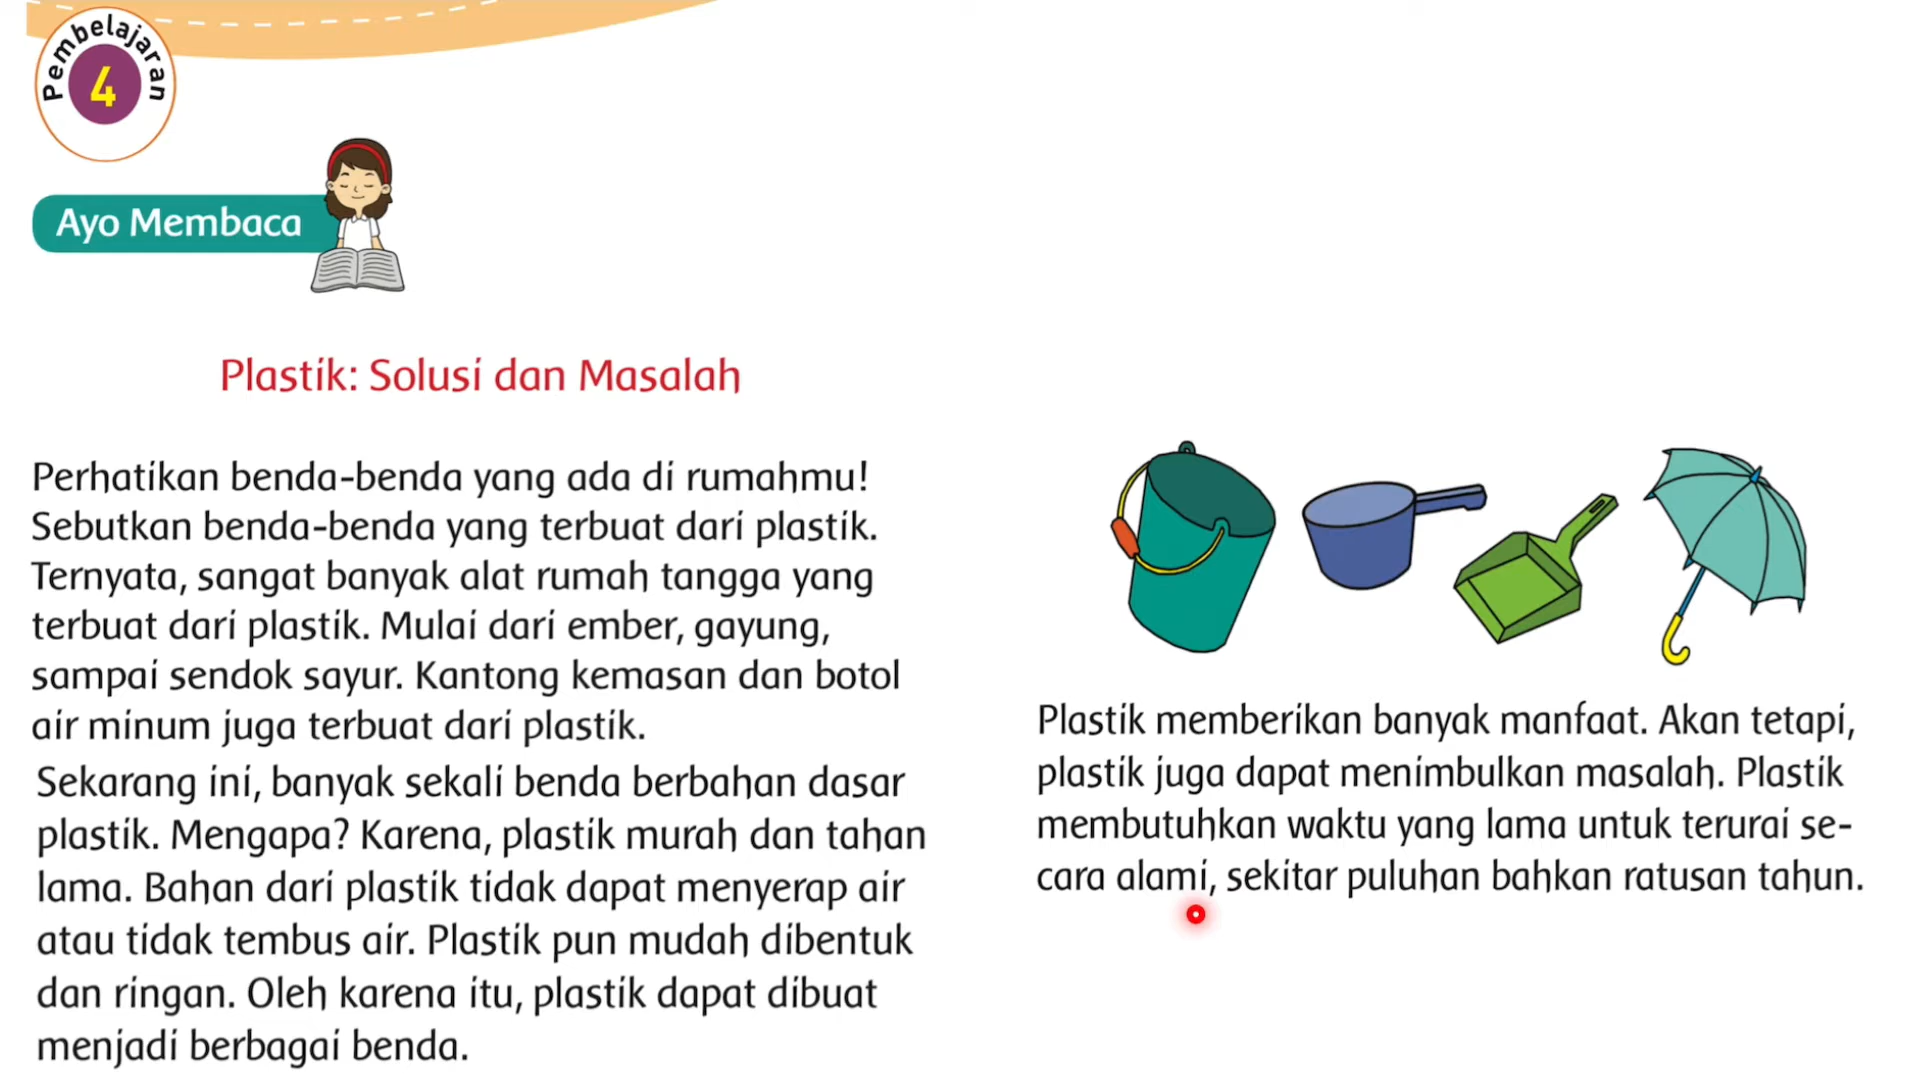 Pembelajaran
4
Ayo Membaca
Plastik: Solusi dan Masalah
Perhatikan benda-benda yang ada di rumahmu!
Sebutkan benda-benda yang terbuat dari plastik.
Ternyata, sangat banyak alat rumah tangga yang
terbuat dari plastik. Mulai dari ember, gayung,
sampai sendok sayur. Kantong kemasan dan botol
air minum juga terbuat dari plastik.
Sekarang ini, banyak sekali benda berbahan dasar
plastik. Mengapa? Karena, plastik murah dan tahan
lama. Bahan dari plastik tidak dapat menyerap air
atau tidak tembus air. Plastik pun mudah dibentuk
dan ringan. Oleh karena itu, plastik dapat dibuat
menjadi berbagai benda.
Plastik memberikan banyak manfaat. Akan tetapi,
plastik juga dapat menimbulkan masalah. Plastik
membutuhkan waktu yang lama untuk terurai se-
cara alami, sekitar puluhan bahkan ratusan tahun.